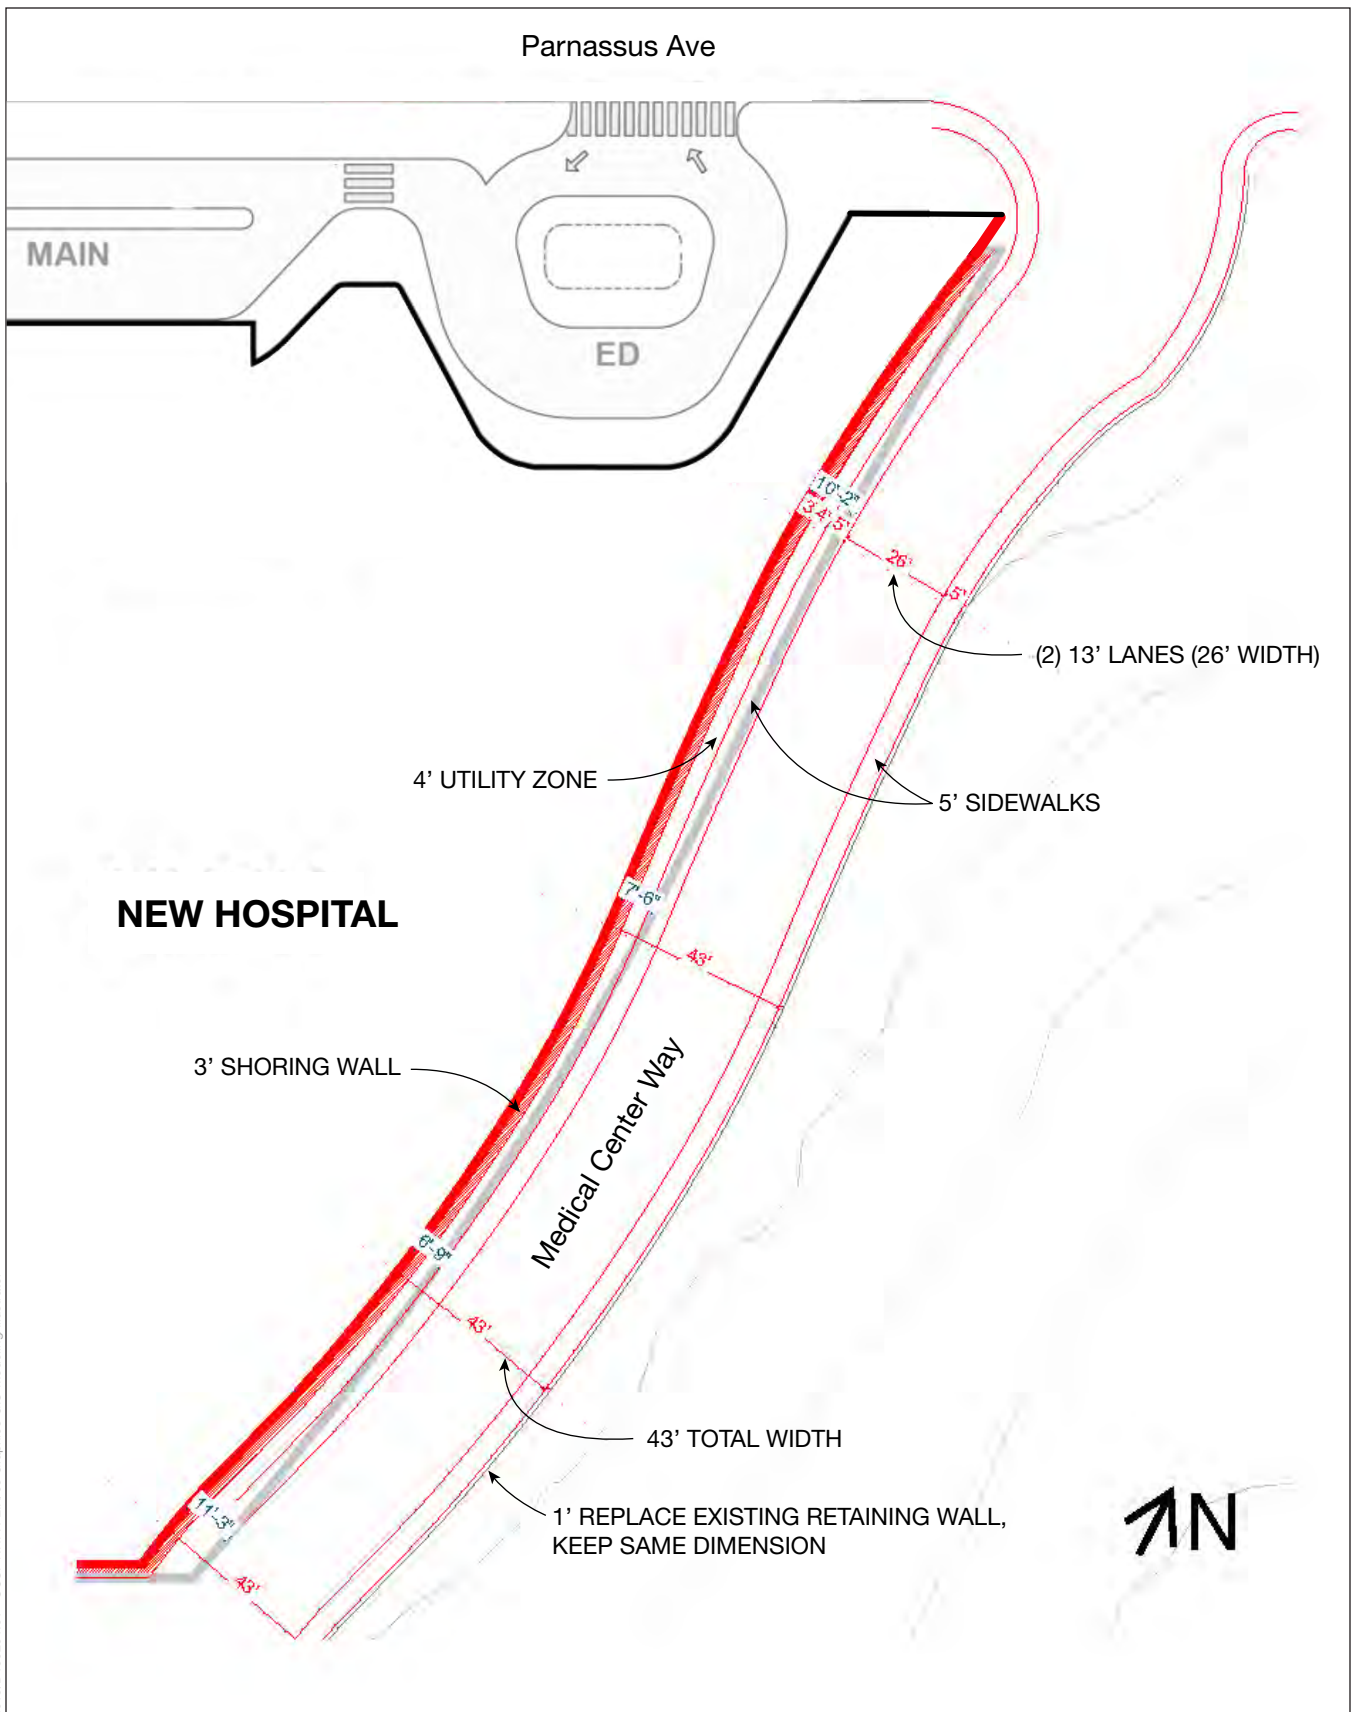 Parnassus Ave
MAIN
ED
10'-2"
3' 4' 5'
26'
5'
(2) 13’ LANES (26’ WIDTH)
4’ UTILITY ZONE
5’ SIDEWALKS
7'-6"
NEW HOSPITAL
43'
3’ SHORING WALL
Medical Center Way
6'-9"
43'
43’ TOTAL WIDTH
11'-3"
1’ REPLACE EXISTING RETAINING WALL,
KEEP SAME DIMENSION
N
43'